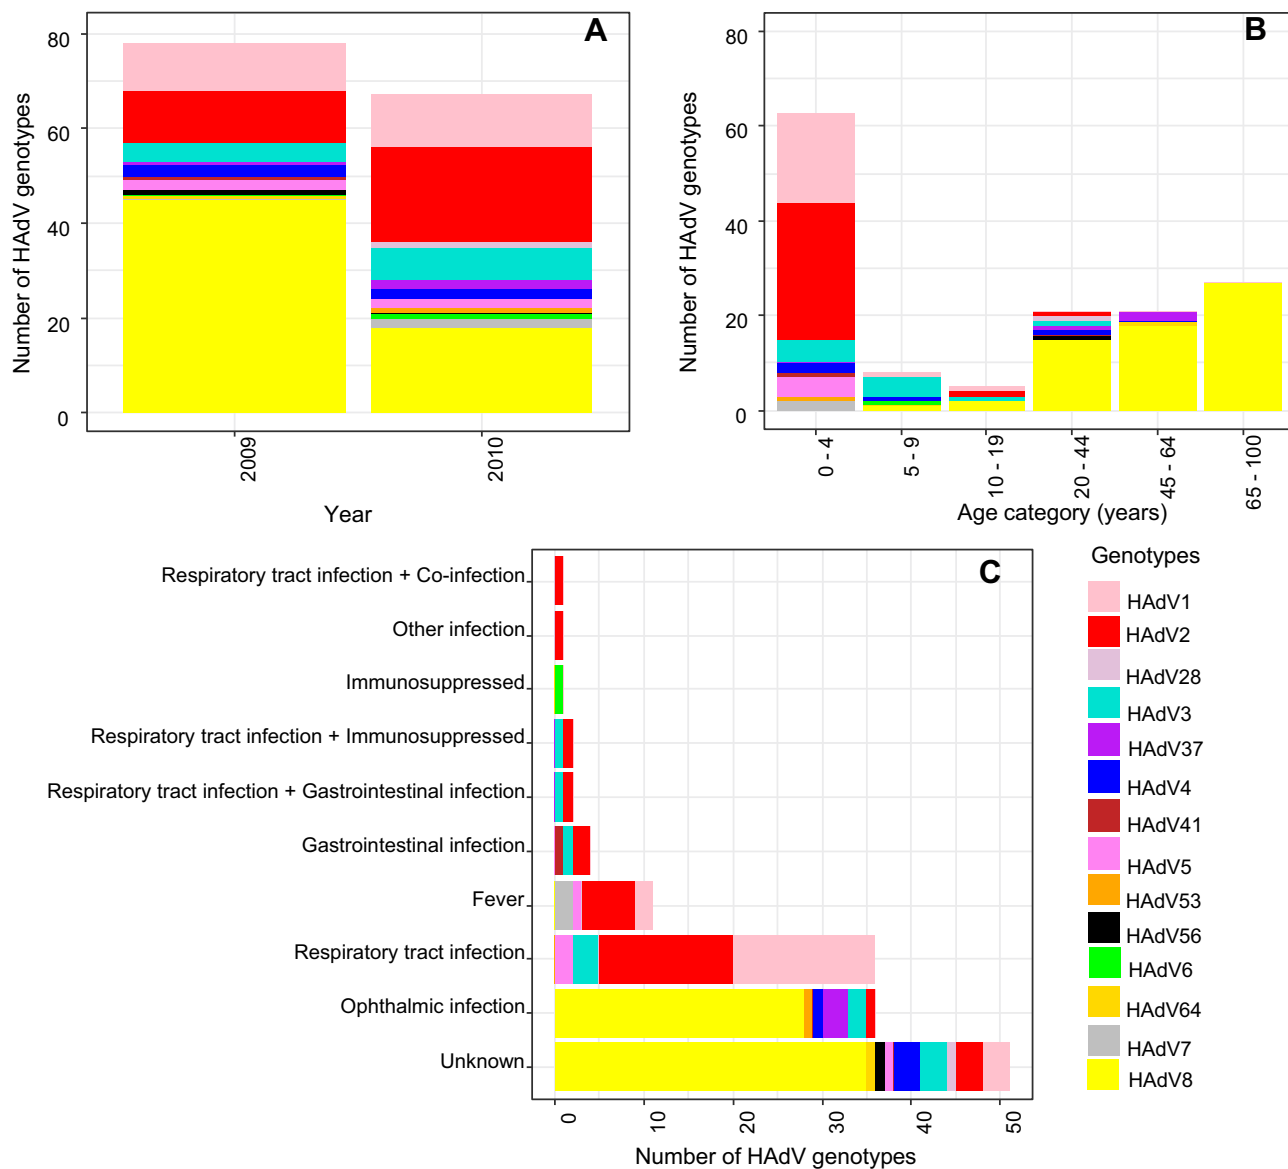 A
Number of HAdV genotypes
80
60
40
20
0
2009
2010
Year
B
Number of HAdV genotypes
80
60
40
20
0
0 - 4
5 - 9
10 - 19
20 - 44
45 - 64
65 - 100
Age category (years)
C
Respiratory tract infection + Co-infection
Other infection
Immunosuppressed
Respiratory tract infection + Immunosuppressed
Respiratory tract infection + Gastrointestinal infection
Gastrointestinal infection
Fever
Respiratory tract infection
Ophthalmic infection
Unknown
0
10
20
30
40
50
Number of HAdV genotypes
Genotypes
HAdV1
HAdV2
HAdV28
HAdV3
HAdV37
HAdV4
HAdV41
HAdV5
HAdV53
HAdV56
HAdV6
HAdV64
HAdV7
HAdV8